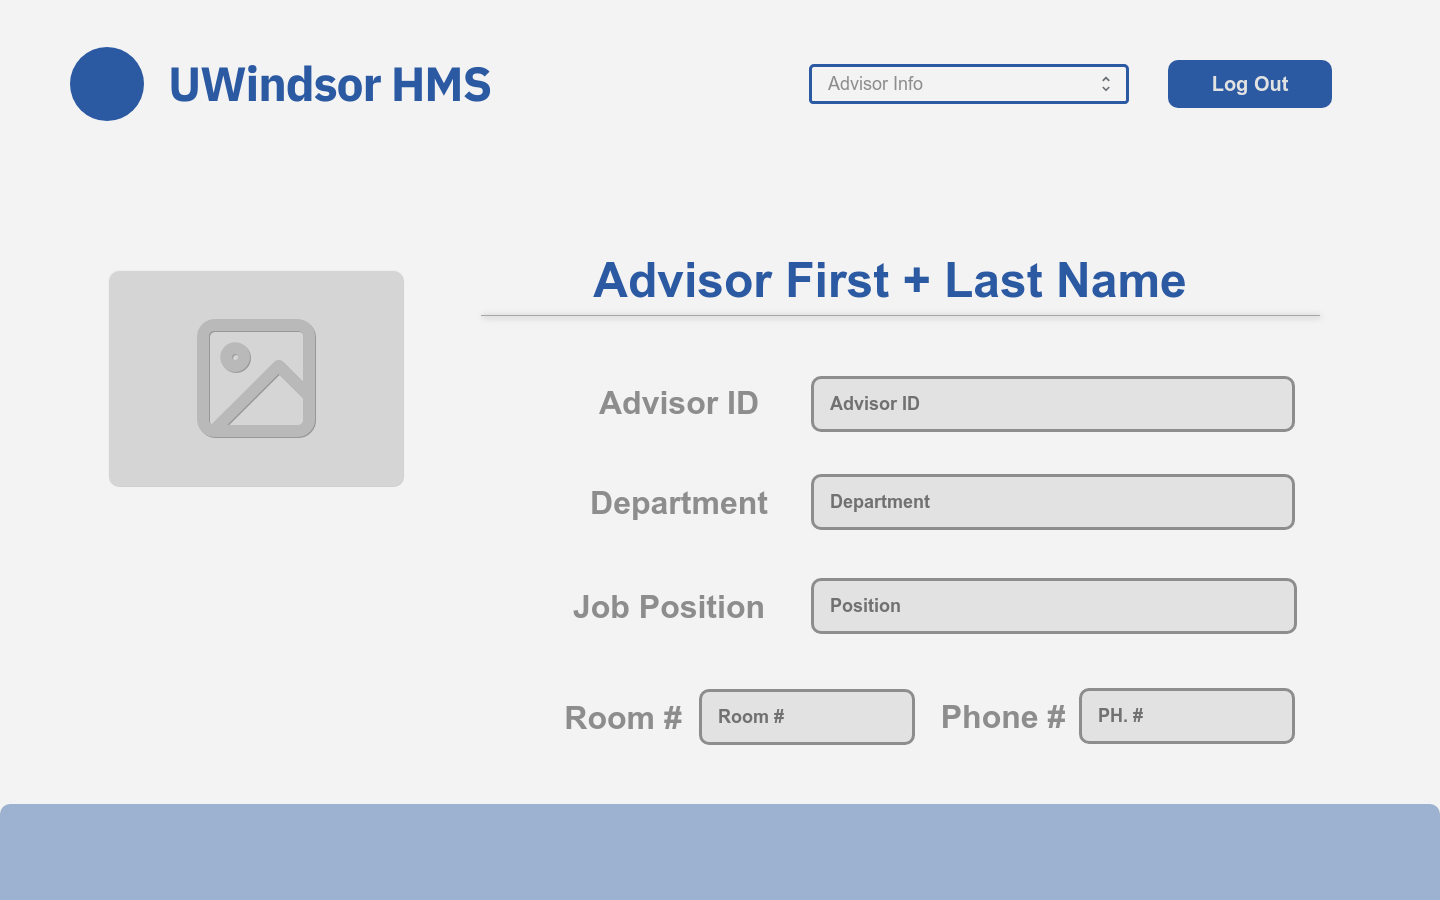 UWindsor HMS
Advisor Info
Log Out
Advisor First + Last Name
Advisor ID
Advisor ID
Department
Department
Job Position
Position
Room #
Room #
Phone #
PH. #